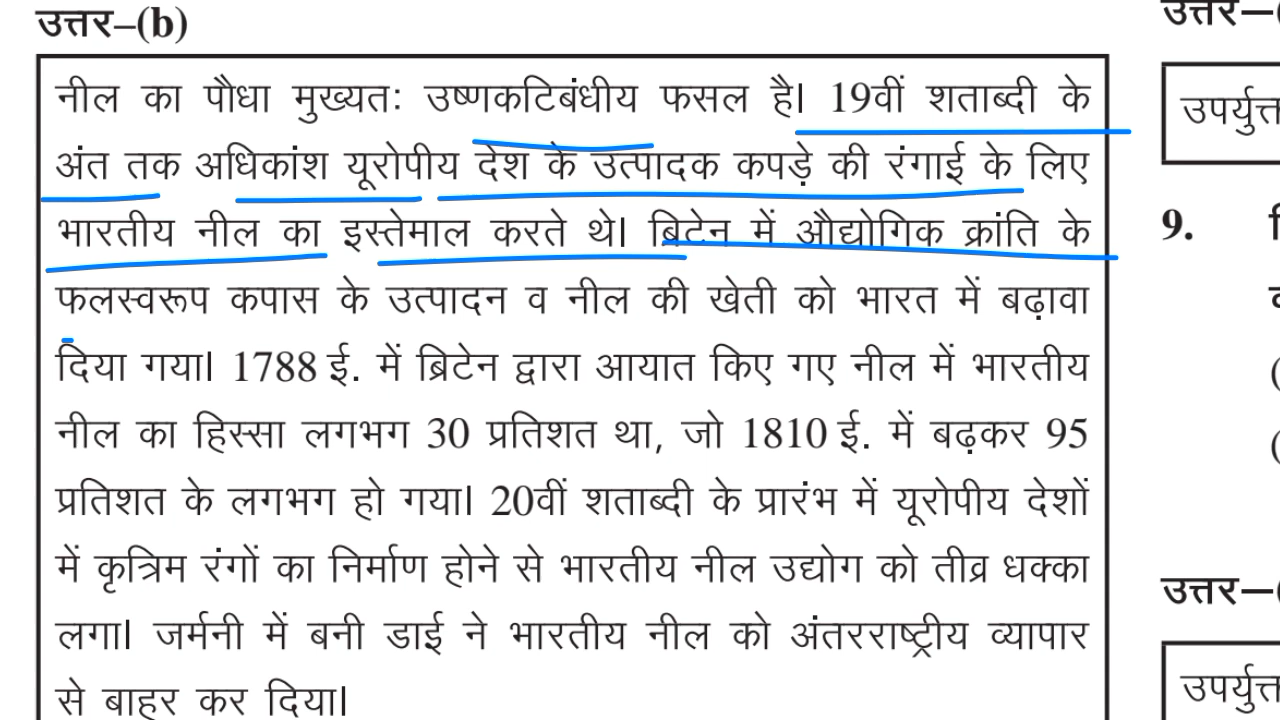 उत्तर–(b)
नील का पौधा मुख्यतः उष्णकटिबंधीय फसल है। 19वीं शताब्दी के
अंत तक अधिकांश यूरोपीय देश के उत्पादक कपड़े की रंगाई के लिए
भारतीय नील का इस्तेमाल करते थे। ब्रिटेन में औद्योगिक क्रांति के
फलस्वरूप कपास के उत्पादन व नील की खेती को भारत में बढ़ावा
दिया गया। 1788 ई. में ब्रिटेन द्वारा आयात किए गए नील में भारतीय
नील का हिस्सा लगभग 30 प्रतिशत था, जो 1810 ई. में बढ़कर 95
प्रतिशत के लगभग हो गया। 20वीं शताब्दी के प्रारंभ में यूरोपीय देशों
में कृत्रिम रंगों का निर्माण होने से भारतीय नील उद्योग को तीव्र धक्का
लगा। जर्मनी में बनी डाई ने भारतीय नील को अंतरराष्ट्रीय व्यापार
से बाहर कर दिया।
उत्तर–(
9.
उत्तर–(